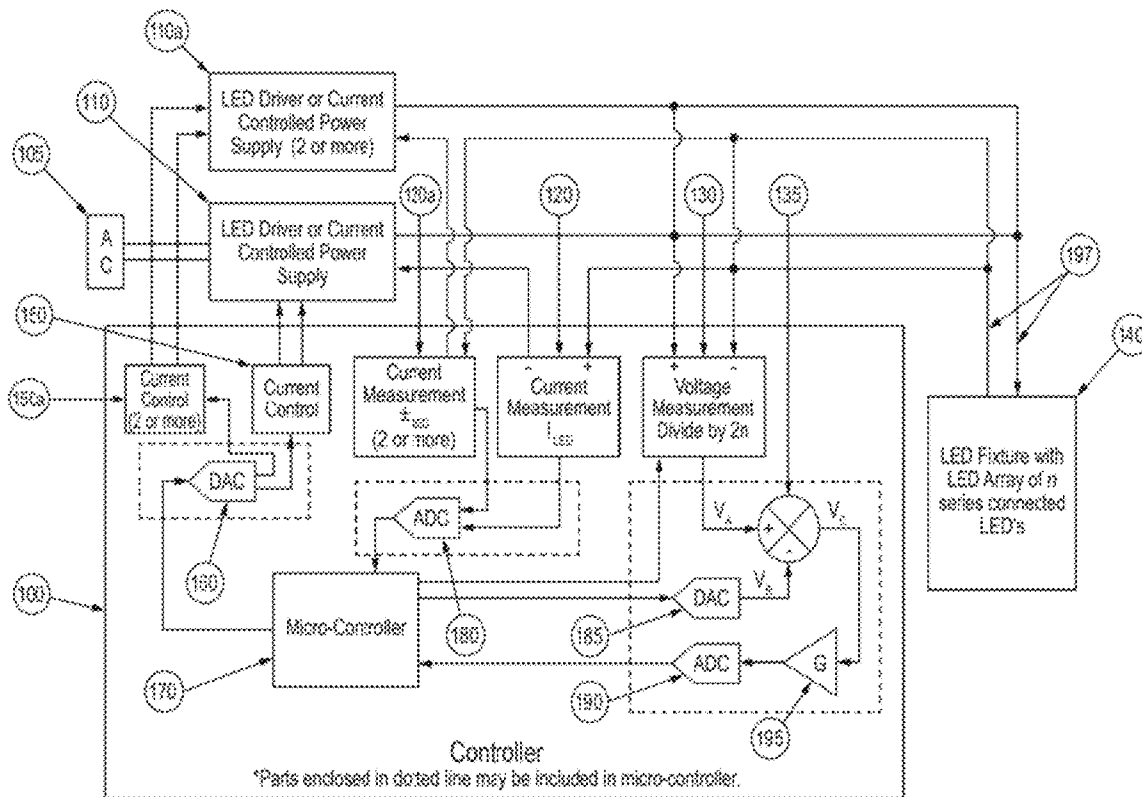 110a
LED Driver or Current
Controlled Power
Supply (2 or more)
110
105
A
C
LED Driver or Current
Controlled Power
Supply
120a
120
130
135
197
140
150
150a
Current
Control
(2 or more)
Current
Control
Current
Measurement
±LED
(2 or more)
- +
Current
Measurement
ILED
+ -
Voltage
Measurement
Divide by 2n
LED Fixture with
LED Array of n
series connected
LED's
DAC
160
ADC
180
VA
+
-
VC
VB
100
Micro-Controller
170
DAC
185
ADC
190
G
195
Controller
*Parts enclosed in dotted line may be included in micro-controller.